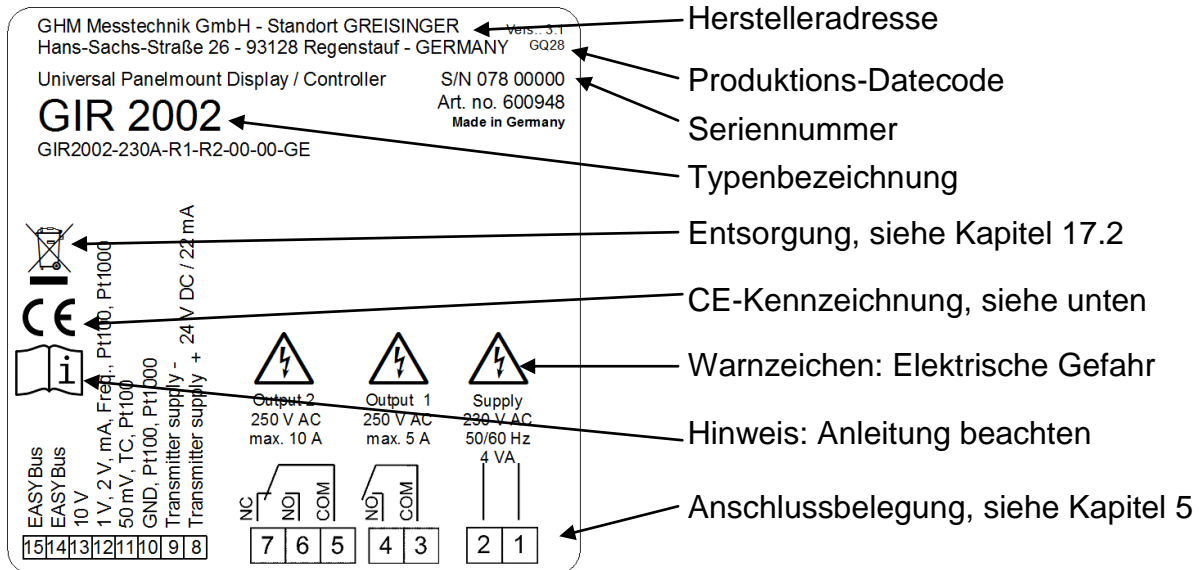 GHM Messtechnik GmbH - Standort GREISINGER
Vers.: 3.1
Hans-Sachs-Straße 26 - 93128 Regenstauf - GERMANY
GQ28
Universal Panelmount Display / Controller
S/N 078 00000
GIR 2002
Art. no. 600948
Made in Germany
GIR2002-230A-R1-R2-00-00-GE
Herstelleradresse
Produktions-Datecode
Seriennummer
Typenbezeichnung
Entsorgung, siehe Kapitel 17.2
CE-Kennzeichnung, siehe unten
Warnzeichen: Elektrische Gefahr
Hinweis: Anleitung beachten
Anschlussbelegung, siehe Kapitel 5
CE
i
EASYBus
EASYBus
10 V
1 V, 2 V, mA, Freq., Pt100, Pt1000
50 mV, TC, Pt100
GND, Pt100, Pt1000
Transmitter supply -
Transmitter supply + 24 V DC / 22 mA
15 14 13 12 11 10 9 8
Output 2
250 V AC
max. 10 A
NC NO COM
7 6 5
Output 1
250 V AC
max. 5 A
NO COM
4 3
Supply
230 V AC
50/60 Hz
4 VA
2 1